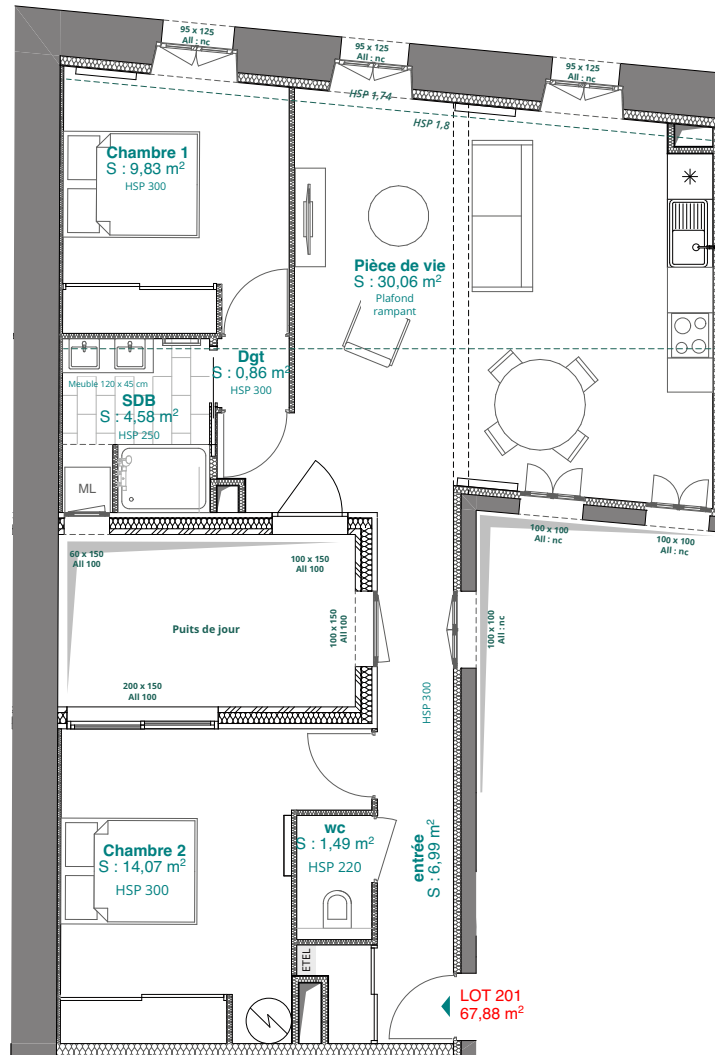 95 x 125
All : nc
95 x 125
All : nc
95 x 125
All : nc
HSP 1,74
HSP 1,8
Chambre 1
S : 9,83 m²
HSP 300
Pièce de vie
S : 30,06 m²
Plafond
rampant
Dgt
S : 0,86 m²
HSP 300
Meuble 120 x 45 cm
SDB
S : 4,58 m²
HSP 250
ML
60 x 150
All 100
100 x 150
All 100
100 x 100
All : nc
100 x 100
All : nc
Puits de jour
100 x 150
All 100
100 x 100
All : nc
200 x 150
All 100
HSP 300
Chambre 2
S : 14,07 m²
HSP 300
wc
S : 1,49 m²
HSP 220
entrée
S : 6,99 m²
ETEL
LOT 201
67,88 m²